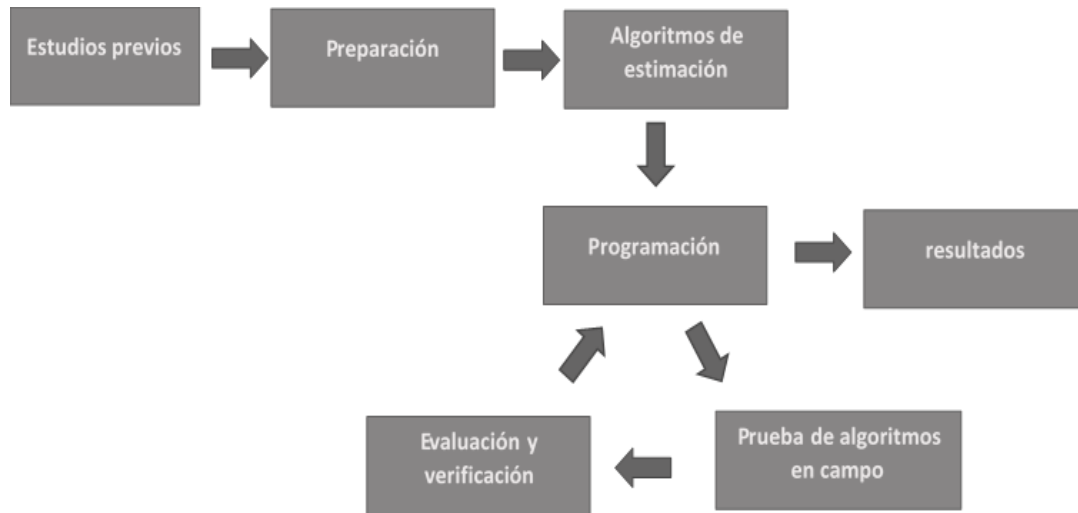 Estudios previos
Preparación
Algoritmos de
estimación
Programación
resultados
Evaluación y
verificación
Prueba de algoritmos
en campo